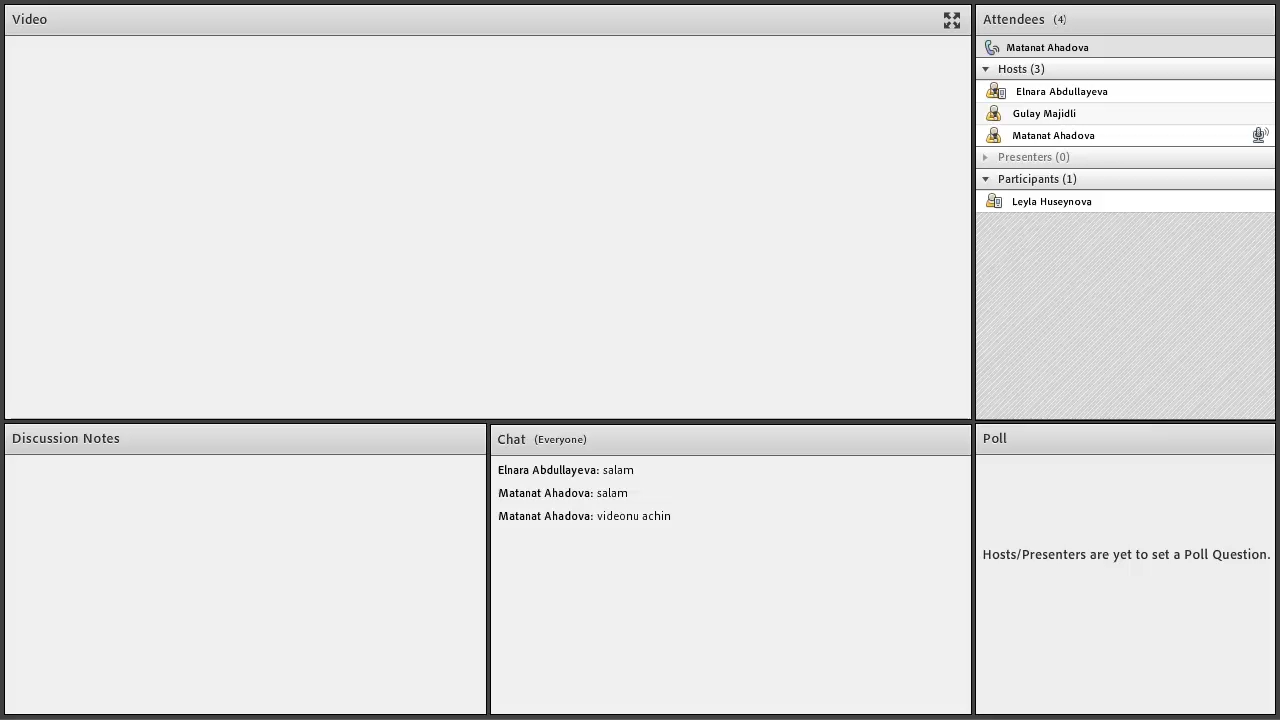 Video
Attendees (4)
Matanat Ahadova
Hosts (3)
Elnara Abdullayeva
Gulay Majidli
Matanat Ahadova
Presenters (0)
Participants (1)
Leyla Huseynova
Discussion Notes
Chat (Everyone)
Elnara Abdullayeva: salam
Matanat Ahadova: salam
Matanat Ahadova: videonu achin
Poll
Hosts/Presenters are yet to set a Poll Question.